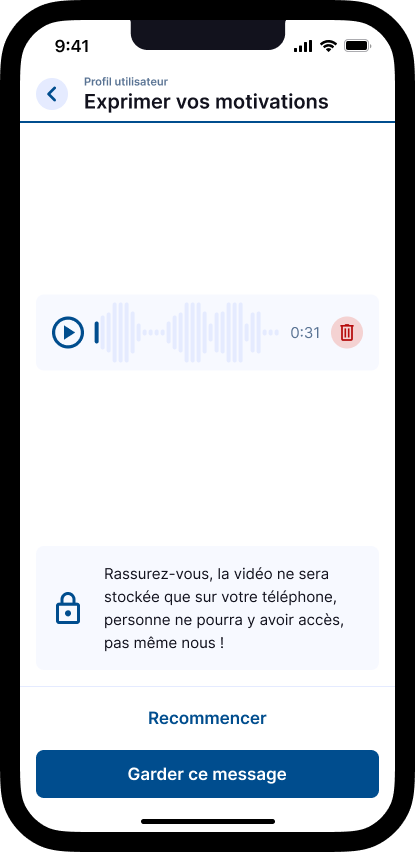 9:41
Profil utilisateur
Exprimer vos motivations
0:31
Rassurez-vous, la vidéo ne sera
stockée que sur votre téléphone,
personne ne pourra y avoir accès,
pas même nous !
Recommencer
Garder ce message